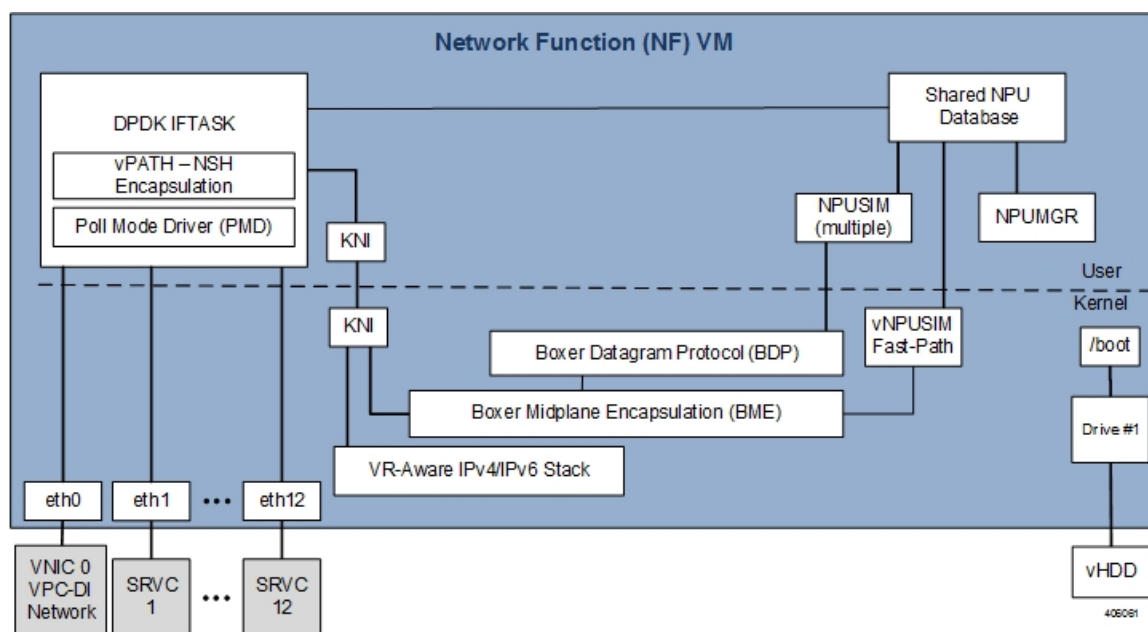 Network Function (NF) VM
DPDK IFTASK
vPATH – NSH
Encapsulation
Poll Mode Driver (PMD)
Shared NPU
Database
KNI
NPUSIM
(multiple)
NPUMGR
User
Kernel
KNI
vNPUSIM
Fast-Path
/boot
Boxer Datagram Protocol (BDP)
Boxer Midplane Encapsulation (BME)
Drive #1
VR-Aware IPv4/IPv6 Stack
eth0
eth1
•••
eth12
VNIC 0
VPC-DI
Network
SRVC
1
•••
SRVC
12
vHDD
406081